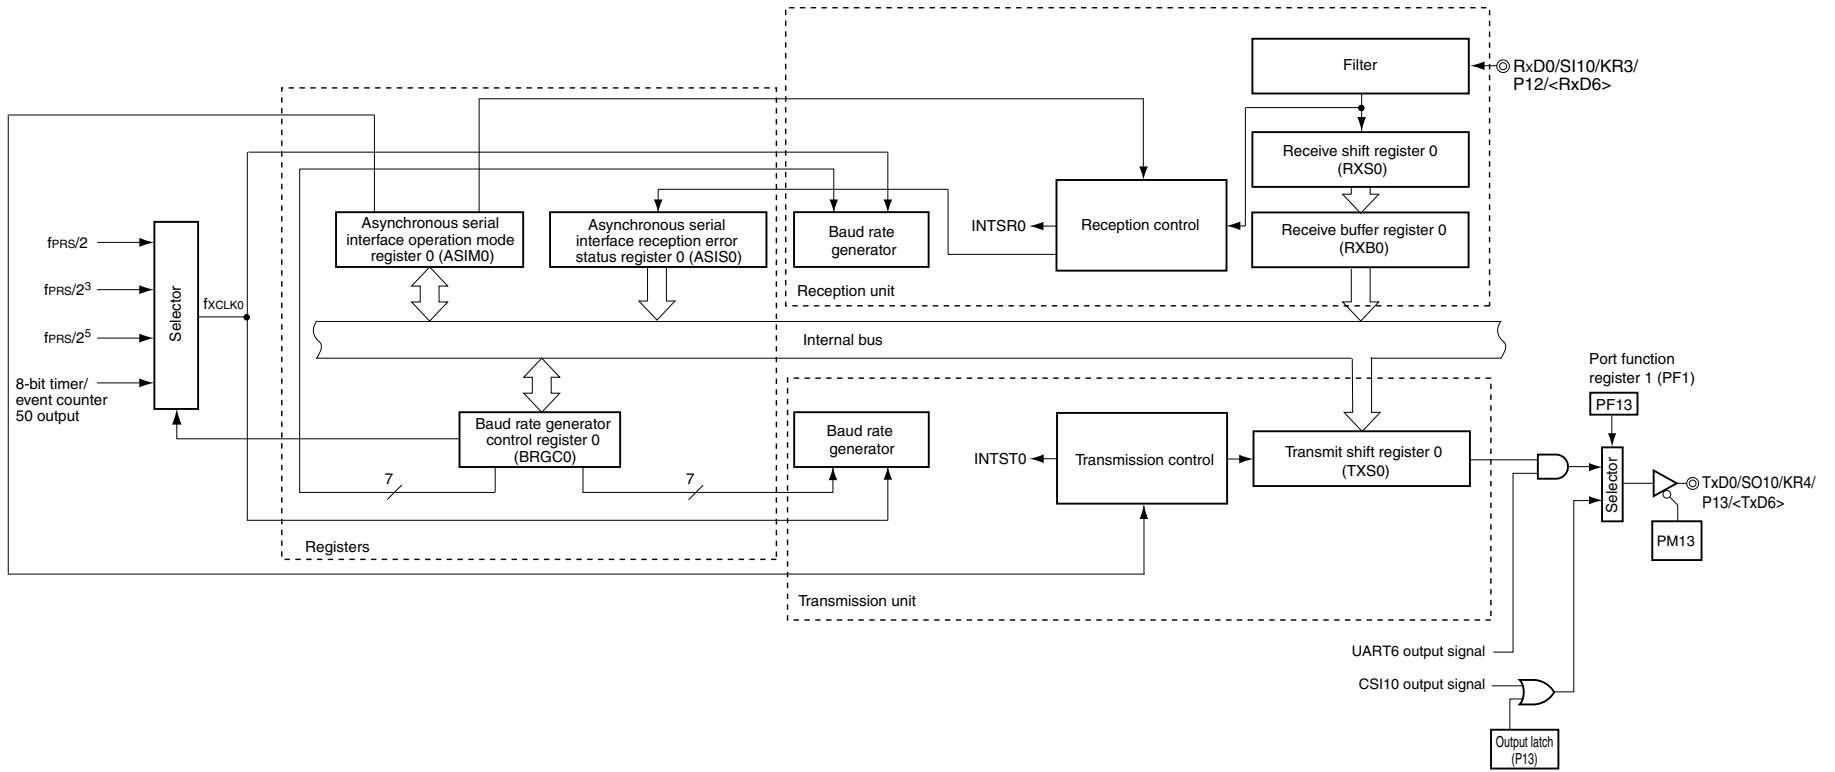 Filter
RxD0/SI10/KR3/
P12/<RxD6>
Receive shift register 0
(RXS0)
Asynchronous serial
interface operation mode
register 0 (ASIM0)
Asynchronous serial
interface reception error
status register 0 (ASIS0)
Baud rate
generator
INTSR0
Reception control
Receive buffer register 0
(RXB0)
Reception unit
fPRS/2
fPRS/2³
fPRS/2⁵
8-bit timer/
event counter
50 output
Selector
fXCLK0
Internal bus
Baud rate generator
control register 0
(BRGC0)
7
7
Registers
Baud rate
generator
INTST0
Transmission control
Transmit shift register 0
(TXS0)
Transmission unit
Port function
register 1 (PF1)
PF13
Selector
TxD0/SO10/KR4/
P13/<TxD6>
PM13
UART6 output signal
CSI10 output signal
Output latch
(P13)